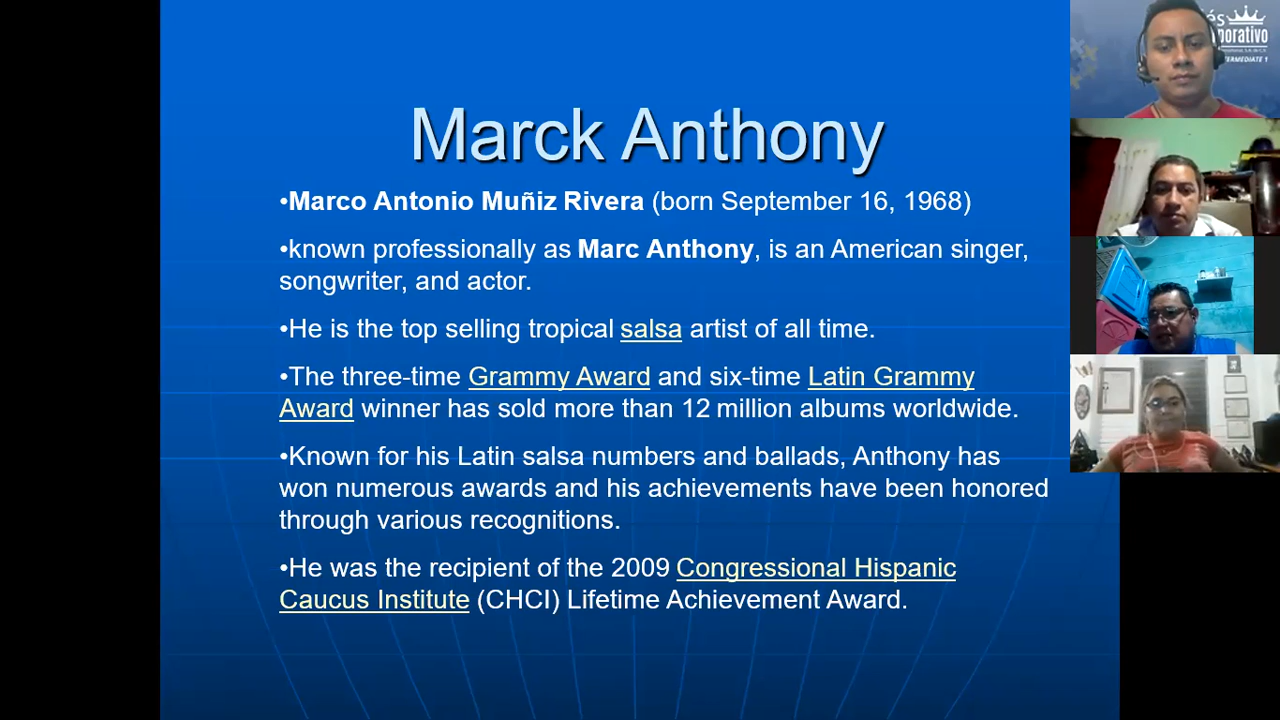 Marck Anthony
•Marco Antonio Muñiz Rivera (born September 16, 1968)
•known professionally as Marc Anthony, is an American singer,
songwriter, and actor.
•He is the top selling tropical salsa artist of all time.
•The three-time Grammy Award and six-time Latin Grammy
Award winner has sold more than 12 million albums worldwide.
•Known for his Latin salsa numbers and ballads, Anthony has
won numerous awards and his achievements have been honored
through various recognitions.
•He was the recipient of the 2009 Congressional Hispanic
Caucus Institute (CHCI) Lifetime Achievement Award.
és
porativo